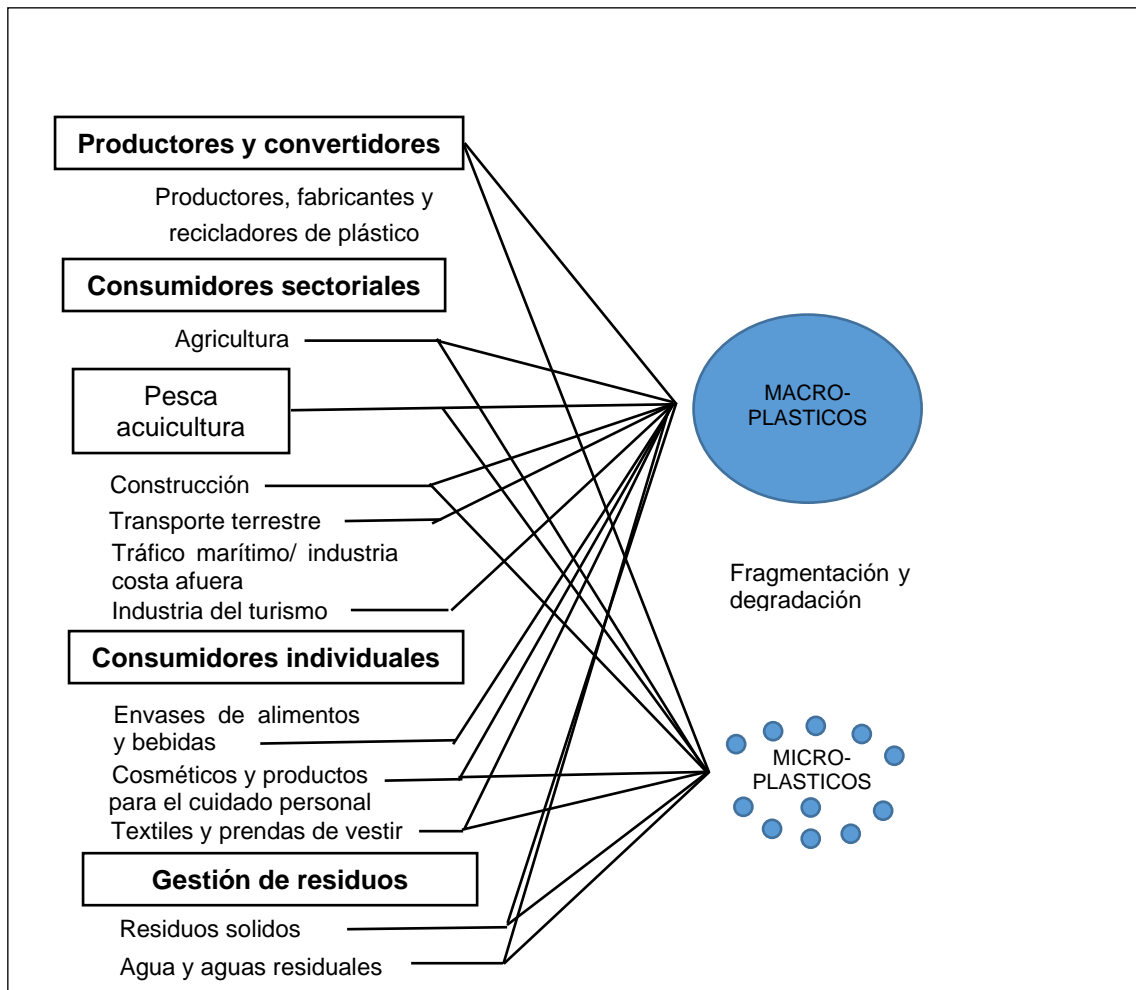 Productores y convertidores
Productores, fabricantes y
recicladores de plástico
Consumidores sectoriales
Agricultura
Pesca
acuicultura
Construcción
Transporte terrestre
Tráfico marítimo/ industria
costa afuera
Industria del turismo
Consumidores individuales
Envases de alimentos
y bebidas
Cosméticos y productos
para el cuidado personal
Textiles y prendas de vestir
Gestión de residuos
Residuos solidos
Agua y aguas residuales
MACRO-
PLASTICOS
Fragmentación y
degradación
MICRO-
PLASTICOS